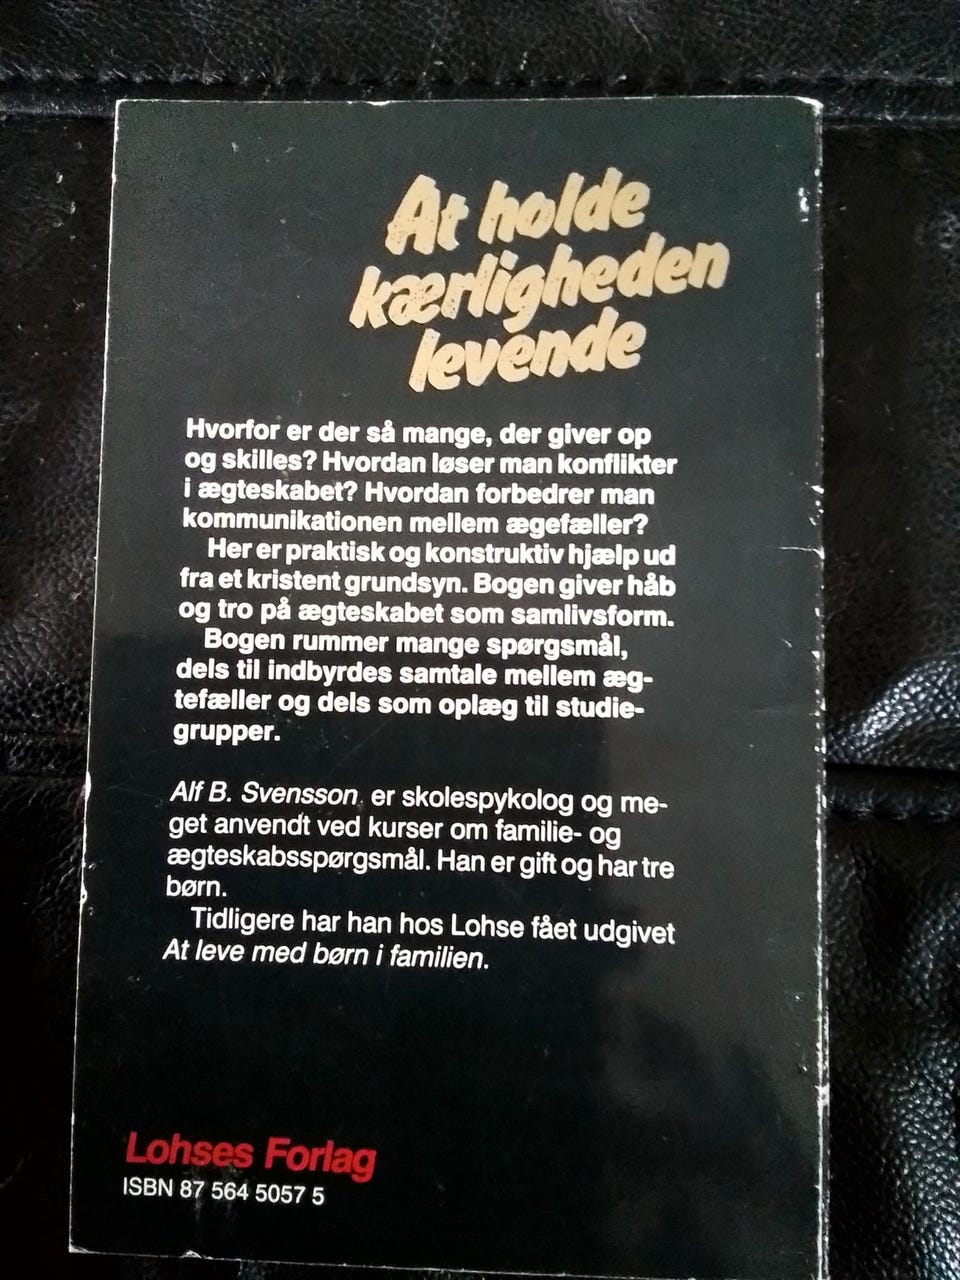 At holde
kærligheden
levende
Hvorfor er der så mange, der giver op
og skilles? Hvordan løser man konflikter
i ægteskabet? Hvordan forbedrer man
kommunikationen mellem ægefæller?
Her er praktisk og konstruktiv hjælp ud
fra et kristent grundsyn. Bogen giver håb
og tro på ægteskabet som samlivsform.
Bogen rummer mange spørgsmål,
dels til indbyrdes samtale mellem æg-
tefæller og dels som oplæg til studie-
grupper.
Alf B. Svensson er skolespykolog og me-
get anvendt ved kurser om familie- og
ægteskabsspørgsmål. Han er gift og har tre
børn.
Tidligere har han hos Lohse fået udgivet
At leve med børn i familien.
Lohses Forlag
ISBN 87 564 5057 5